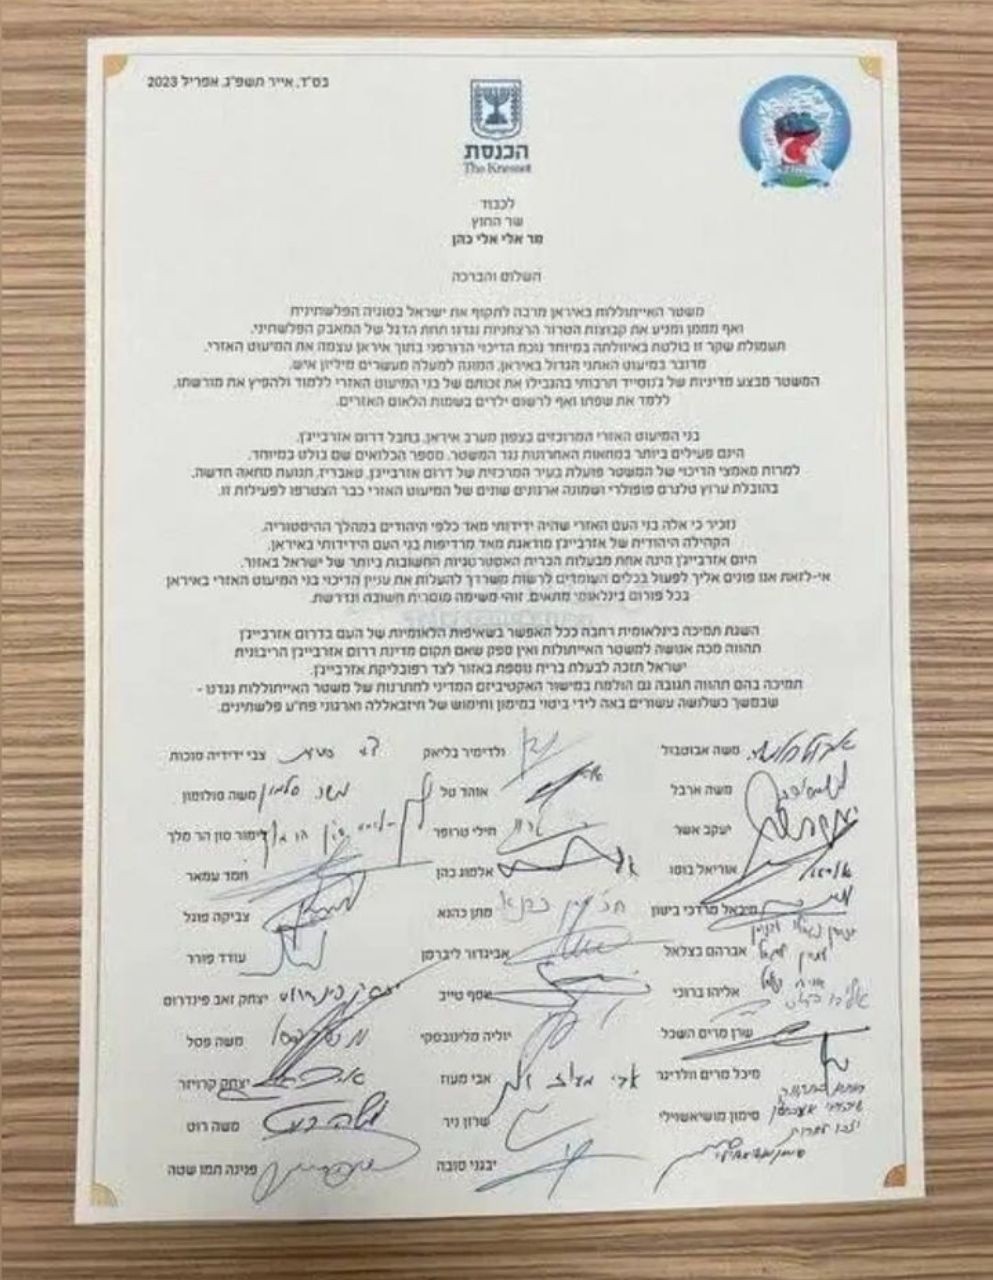 בס"ד, אייר תשפ"ג, אפריל 2023
הכנסת
The Knesset
לכבוד
שר החוץ
מר אלי אלי כהן
השלום והברכה
משטר האייתוללות באיראן מרבה לתקוף את ישראל בסוגיה הפלשתינית
ואף מממן ומניע את קבוצות הטרור הרצחניות נגדנו תחת הדגל של המאבק הפלשתיני.
תעמולת שקר זו בולטת באיוולתה במיוחד נוכח הדיכוי הדורסני בתוך איראן עצמה את המיעוט האזרי.
מדובר במיעוט האתני הגדול באיראן, המונה למעלה מעשרים מיליון איש.
המשטר מבצע מדיניות של ג'נוסייד תרבותי בהגבילו את זכותם של בני המיעוט האזרי ללמוד ולהפיץ את מורשתו,
ללמד את שפתו ואף לרשום ילדים בשמות הלאום האזרים.
בני המיעוט האזרי המרוכזים בצפון מערב איראן, בחבל דרום אזרבייג'ן,
הינם פעילים ביותר במחאות האחרונות נגד המשטר. מספר הכלואים שם בולט במיוחד.
למרות מאמצי הדיכוי של המשטר פועלת בעיר המרכזית של דרום אזרבייג'ן, טאבריז, תנועת מחאה חדשה.
בהובלת ערוץ טלגרם פופולרי ושמונה ארגונים שונים של המיעוט האזרי כבר הצטרפו לפעילות זו.
נזכיר כי אלה בני העם האזרי שהיה ידידותי מאד כלפי היהודים במהלך ההיסטוריה.
הקהילה היהודית של אזרבייג'ן מודאגת מאד מרדיפות בני העם הידידותי באיראן.
היום אזרבייג'ן הינה אחת מבעלות הברית האסטרטגיות החשובות ביותר של ישראל באזור.
אי-לזאת אנו פונים אליך לפעול בכלים העומדים לרשות משרדך להעלות את עניין הדיכוי בני המיעוט האזרי באיראן
בכל פורום בינלאומי מתאים. זוהי משימה מוסרית חשובה ונדרשת.
השגת תמיכה בינלאומית רחבה ככל האפשר בשאיפות הלאומיות של העם בדרום אזרבייג'ן
תהווה מכה אנושה למשטר האייתולות ואין ספק שאם תקום מדינת דרום אזרבייג'ן הריבונית
ישראל תזכה לבעלת ברית נוספת באזור לצד רפובליקת אזרבייג'ן.
תמיכה בהם תהווה תגובה גם הולמת במישור האקטיביזם המדיני לחתרנות של משטר האייתוללות נגדנו -
שבמשך כשלושה עשורים באה לידי ביטוי במימון וחימוש של חיזבאללה וארגוני פח"ע פלשתינים.
משה אבוטבול ולדימיר בליאק צבי ידידיה סוכות
משה ארבל אוהד טל משה סולומון משה סלומון
יעקב אשר חילי טרופר לימור סון הר מלך
אוריאל בוסו אלמוג כהן חמד עמאר
מיכאל מרדכי ביטון מתן כהנא צביקה פוגל
אברהם בצלאל אביגדור ליברמן עודד פורר
אליהו ברוכי יוסף טייב יצחק זאב פינדרוס
שרן מרים השכל יוליה מלינובסקי משה פסל
מיכל מרים וולדיגר אבי מעוז אבי מעוז יצחק קרויזר
סימון מושיאשוילי שרון ניר משה רוט
יבגני סובה פנינה תמנו שטה